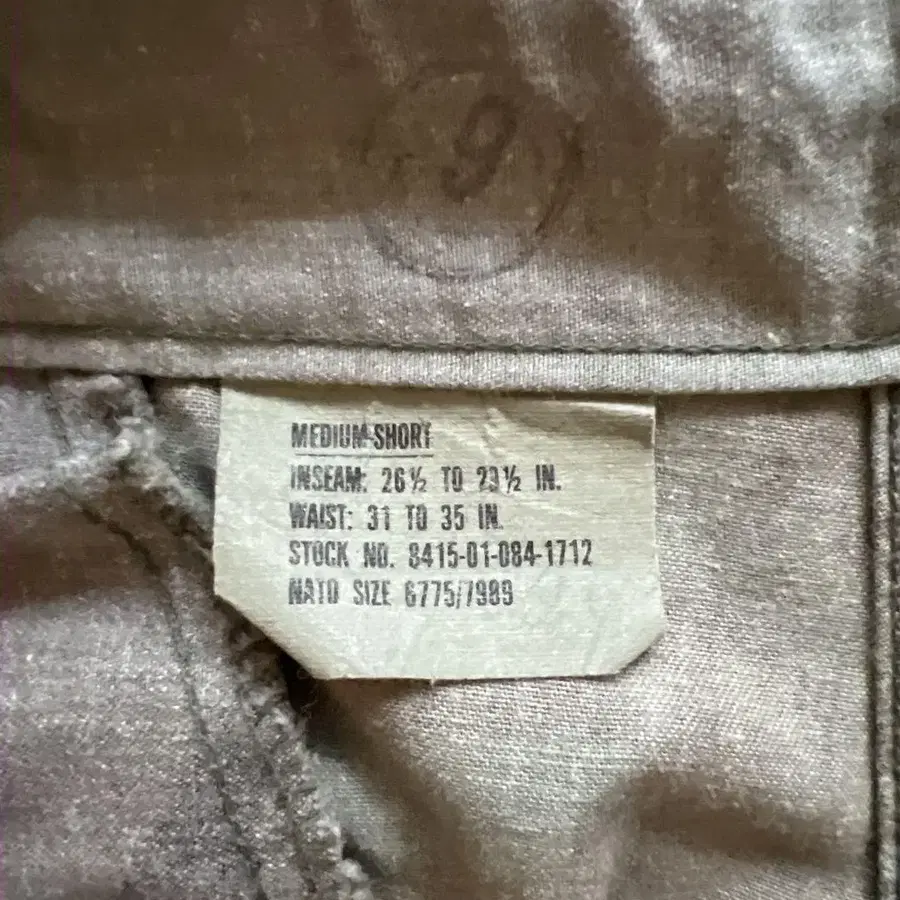 9
MEDIUM-SHORT
INSEAM: 26½ TO 29½ IN.
WAIST: 31 TO 35 IN.
STOCK NO. 8415-01-084-1712
NATO SIZE 6775/7989